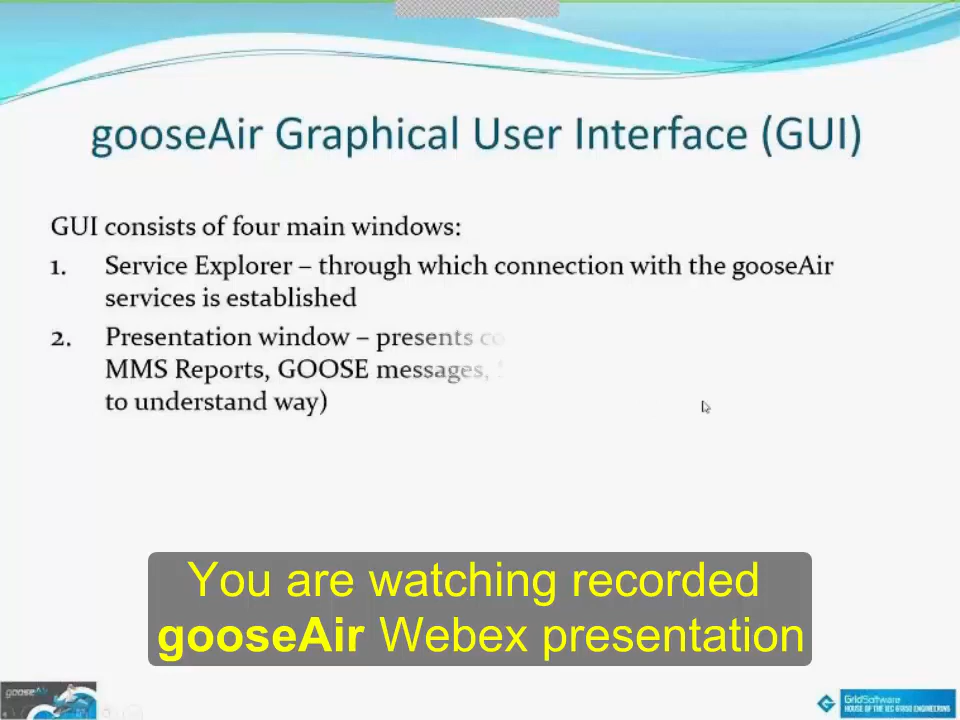 gooseAir Graphical User Interface (GUI)
GUI consists of four main windows:
1. Service Explorer – through which connection with the gooseAir
services is established
2. Presentation window – presents
MMS Reports, GOOSE messages,
to understand way)
You are watching recorded
gooseAir Webex presentation
gooseAir
GridSoftware
HOUSE OF THE IEC 61850 ENGINEERING